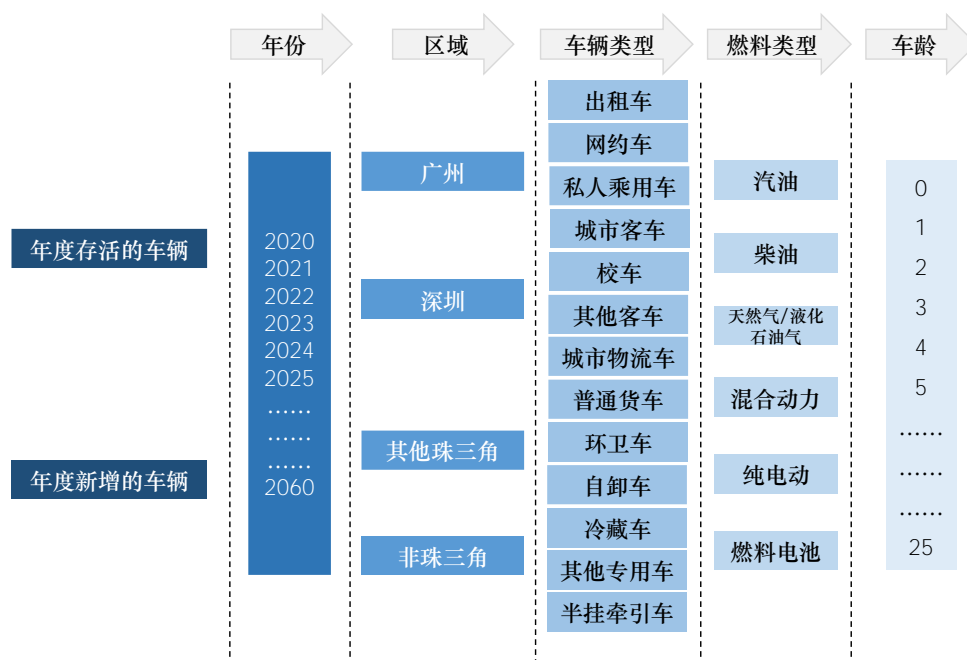 年份
区域
车辆类型
燃料类型
车龄
年度存活的车辆
年度新增的车辆
2020
2021
2022
2023
2024
2025
......
......
......
2060
广州
深圳
其他珠三角
非珠三角
出租车
网约车
私人乘用车
城市客车
校车
其他客车
城市物流车
普通货车
环卫车
自卸车
冷藏车
其他专用车
半挂牵引车
汽油
柴油
天然气/液化
石油气
混合动力
纯电动
燃料电池
0
1
2
3
4
5
......
......
......
25